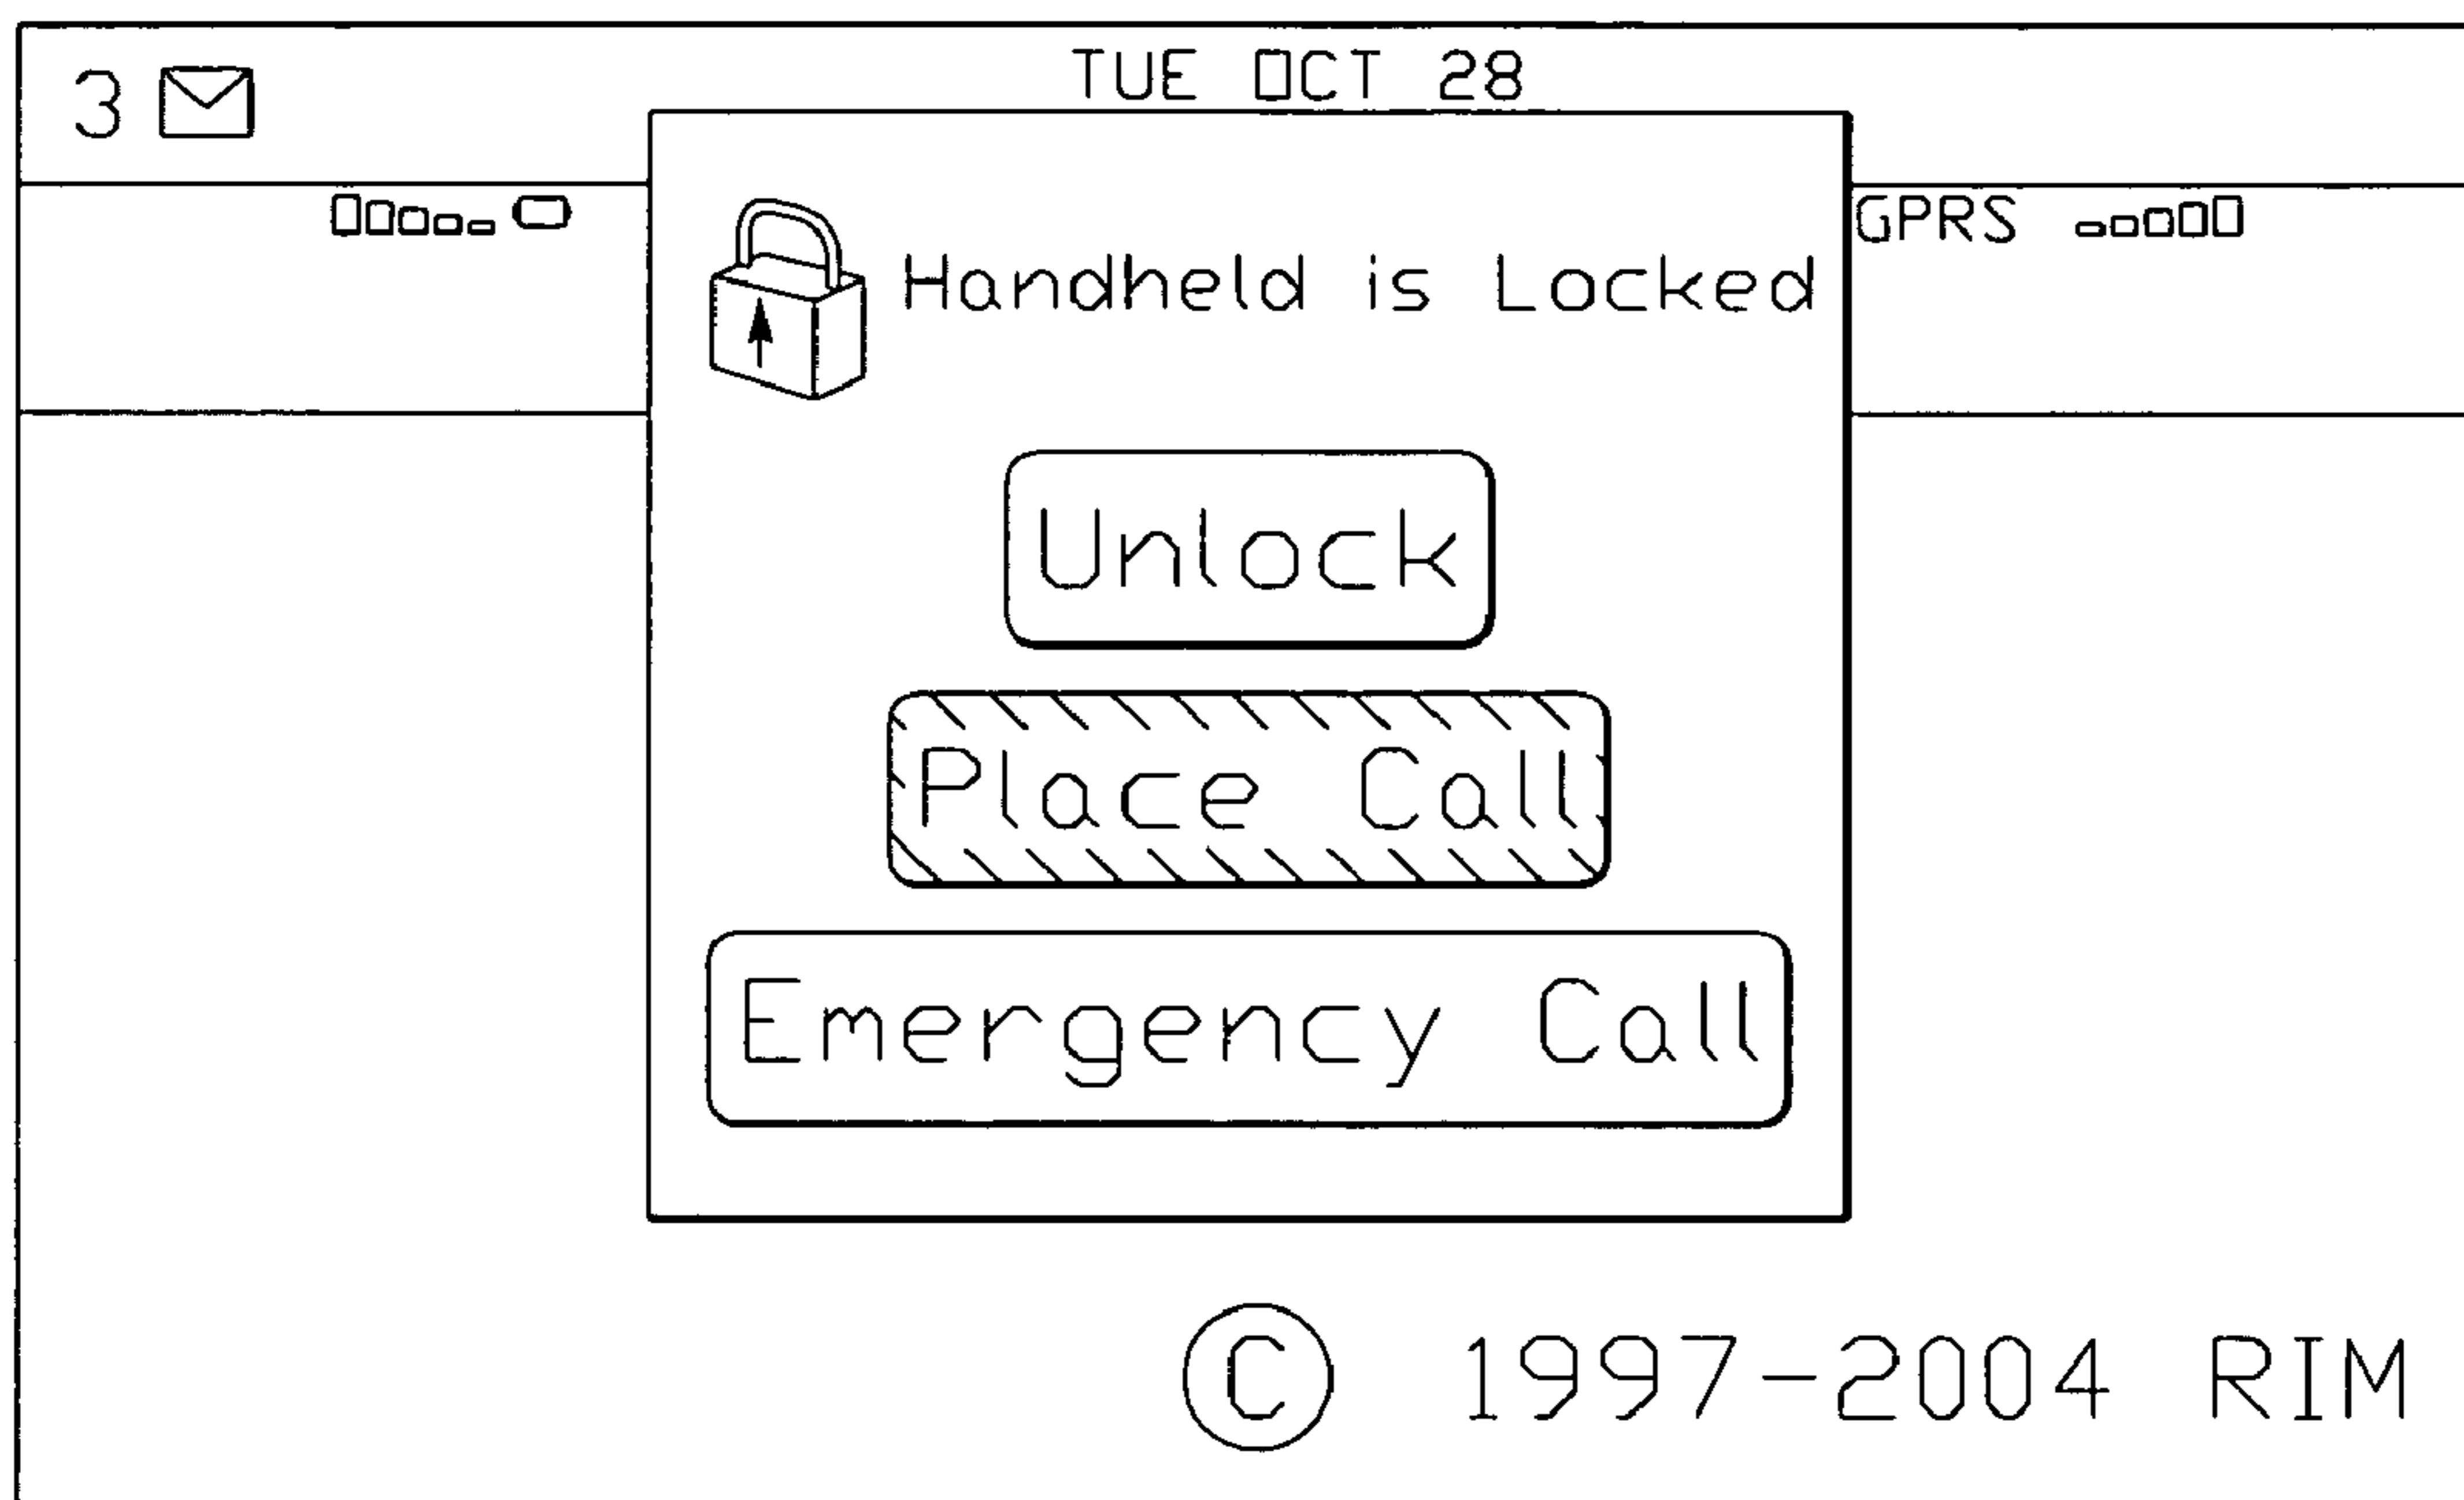 3 TUE OCT 28
GPRS
Handheld is Locked
Unlock
Place Call
Emergency Call
© 1997-2004 RIM